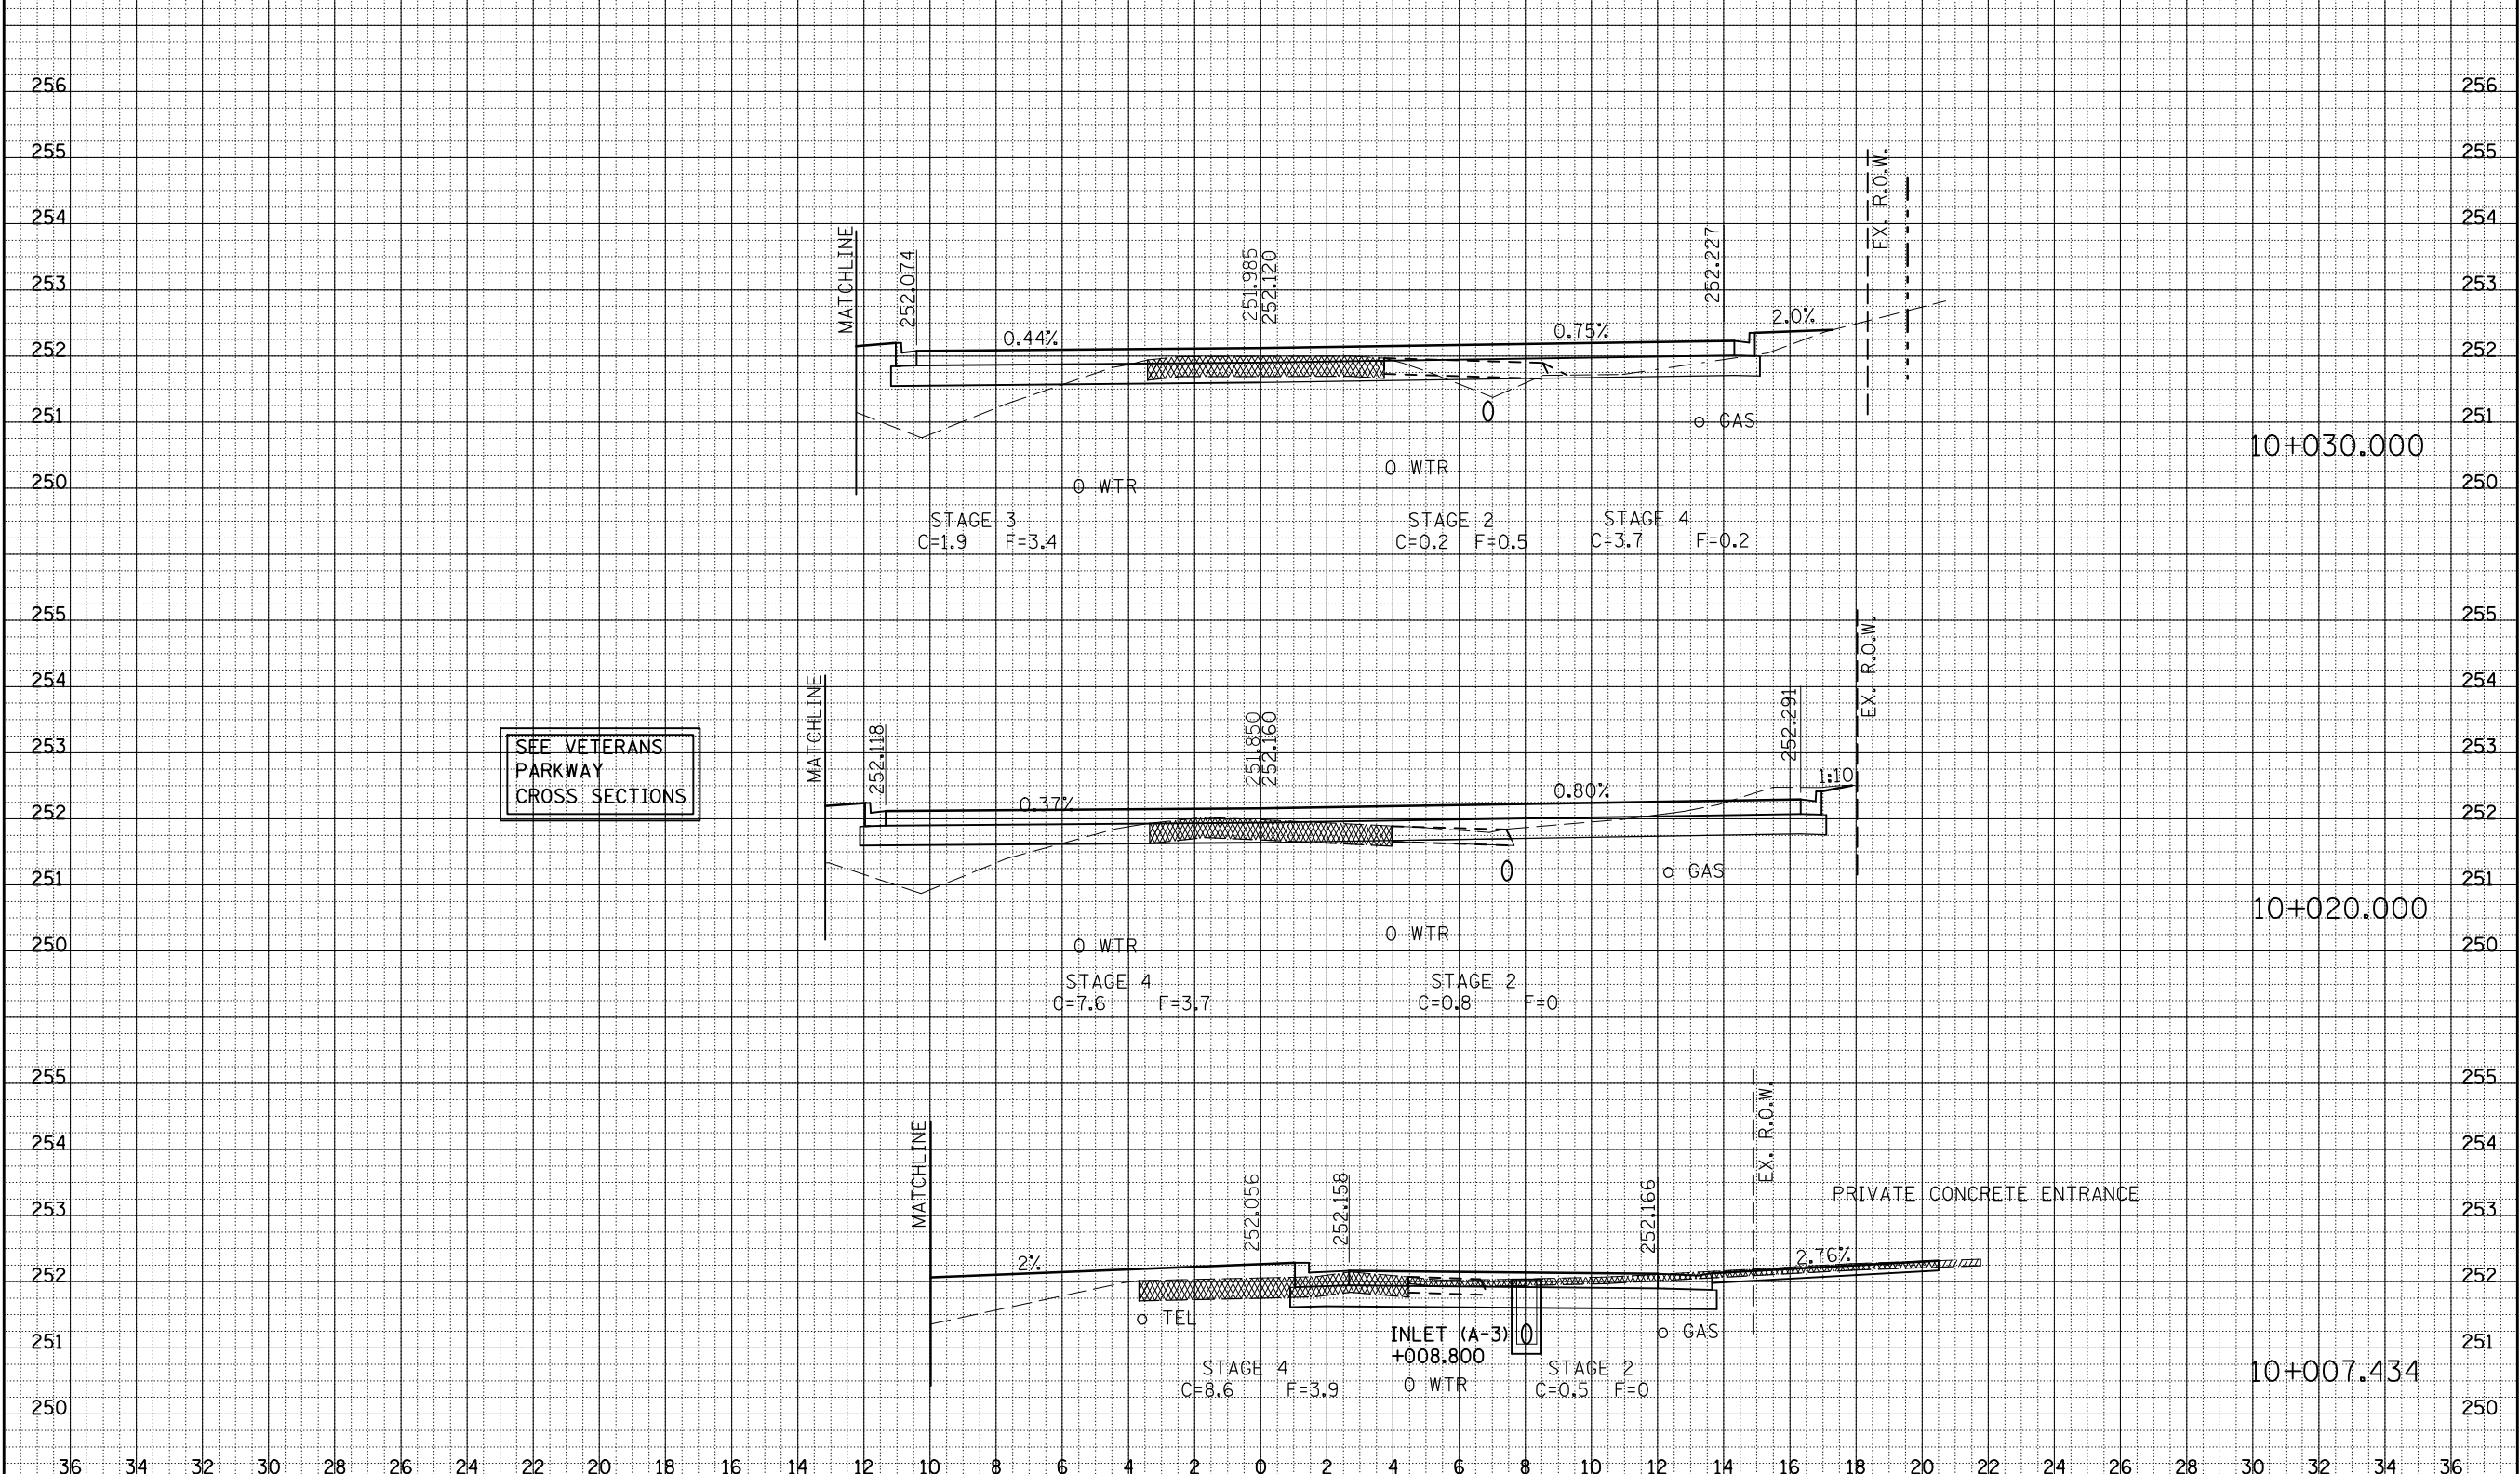 256 256
255 255
EX. R.O.W.
254 254
MATCHLINE
252.074
251.985
252.120
252.227
253 253
0.44% 0.75% 2.0%
252 252
251 251
GAS
10+030.000
0 WTR
0 WTR
250 250
STAGE 3 STAGE 2 STAGE 4
C=1.9 F=3.4 C=0.2 F=0.5 C=3.7 F=0.2
255 255
EX. R.O.W.
254 254
MATCHLINE
252.118
251.850
252.160
252.291
253 253
SEE VETERANS
PARKWAY
CROSS SECTIONS
1:10
0.37% 0.80%
252 252
251 GAS 251
10+020.000
0 WTR
250 0 WTR 250
STAGE 4 STAGE 2
C=7.6 F=3.7 C=0.8 F=0
255 255
EX. R.O.W.
254 254
MATCHLINE
252.056
252.158
252.166
PRIVATE CONCRETE ENTRANCE
253 253
2% 2.76%
252 252
TEL
INLET (A-3) GAS
251 251
+008.800
STAGE 4 STAGE 2
10+007.434
C=8.6 F=3.9 0 WTR C=0.5 F=0
250 250
36 34 32 30 28 26 24 22 20 18 16 14 12 10 8 6 4 2 0 2 4 6 8 10 12 14 16 18 20 22 24 26 28 30 32 34 36